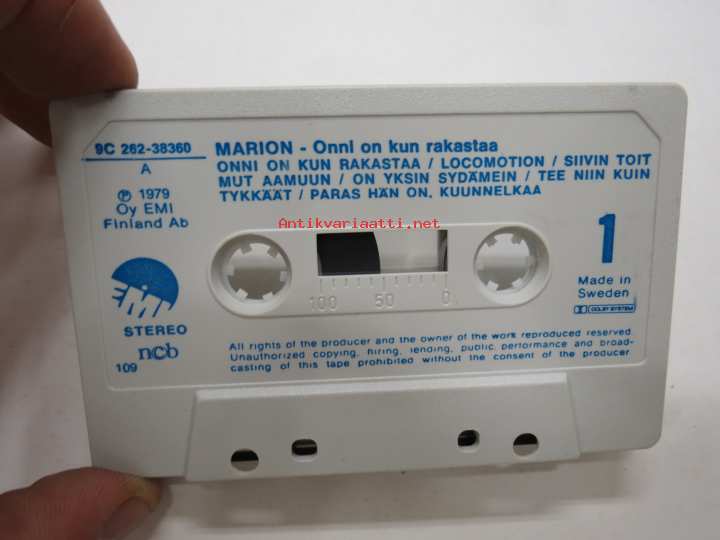 9C 262-38360
A
℗ 1979
Oy EMI
Finland Ab
EMI
STEREO
ncb
109
MARION - Onni on kun rakastaa
ONNI ON KUN RAKASTAA / LOCOMOTION / SIIVIN TOIT
MUT AAMUUN / ON YKSIN SYDÄMEIN / TEE NIIN KUIN
TYKKÄÄT / PARAS HÄN ON, KUUNNELKAA
Antikvariaatti.net
100 50 0
1
Made in
Sweden
DOLBY SYSTEM
All rights of the producer and the owner of the work reproduced reserved.
Unauthorized copying, hiring, lending, public performance and broad-
casting of this tape prohibited without the consent of the producer